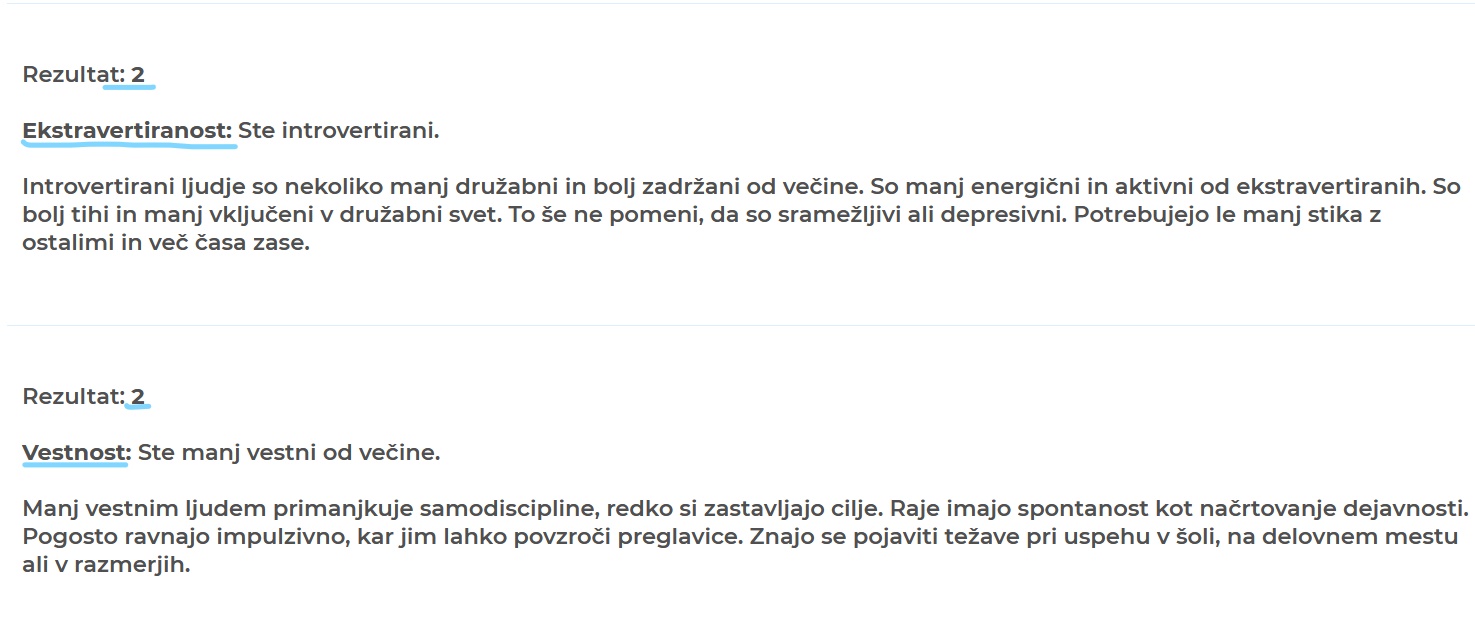 Rezultat: 2
Ekstravertiranost: Ste introvertirani.
Introvertirani ljudje so nekoliko manj družabni in bolj zadržani od večine. So manj energični in aktivni od ekstravertiranih. So
bolj tihi in manj vključeni v družabni svet. To še ne pomeni, da so sramežljivi ali depresivni. Potrebujejo le manj stika z
ostalimi in več časa zase.
Rezultat: 2
Vestnost: Ste manj vestni od večine.
Manj vestnim ljudem primanjkuje samodiscipline, redko si zastavljajo cilje. Raje imajo spontanost kot načrtovanje dejavnosti.
Pogosto ravnajo impulzivno, kar jim lahko povzroči preglavice. Znajo se pojaviti težave pri uspehu v šoli, na delovnem mestu
ali v razmerjih.